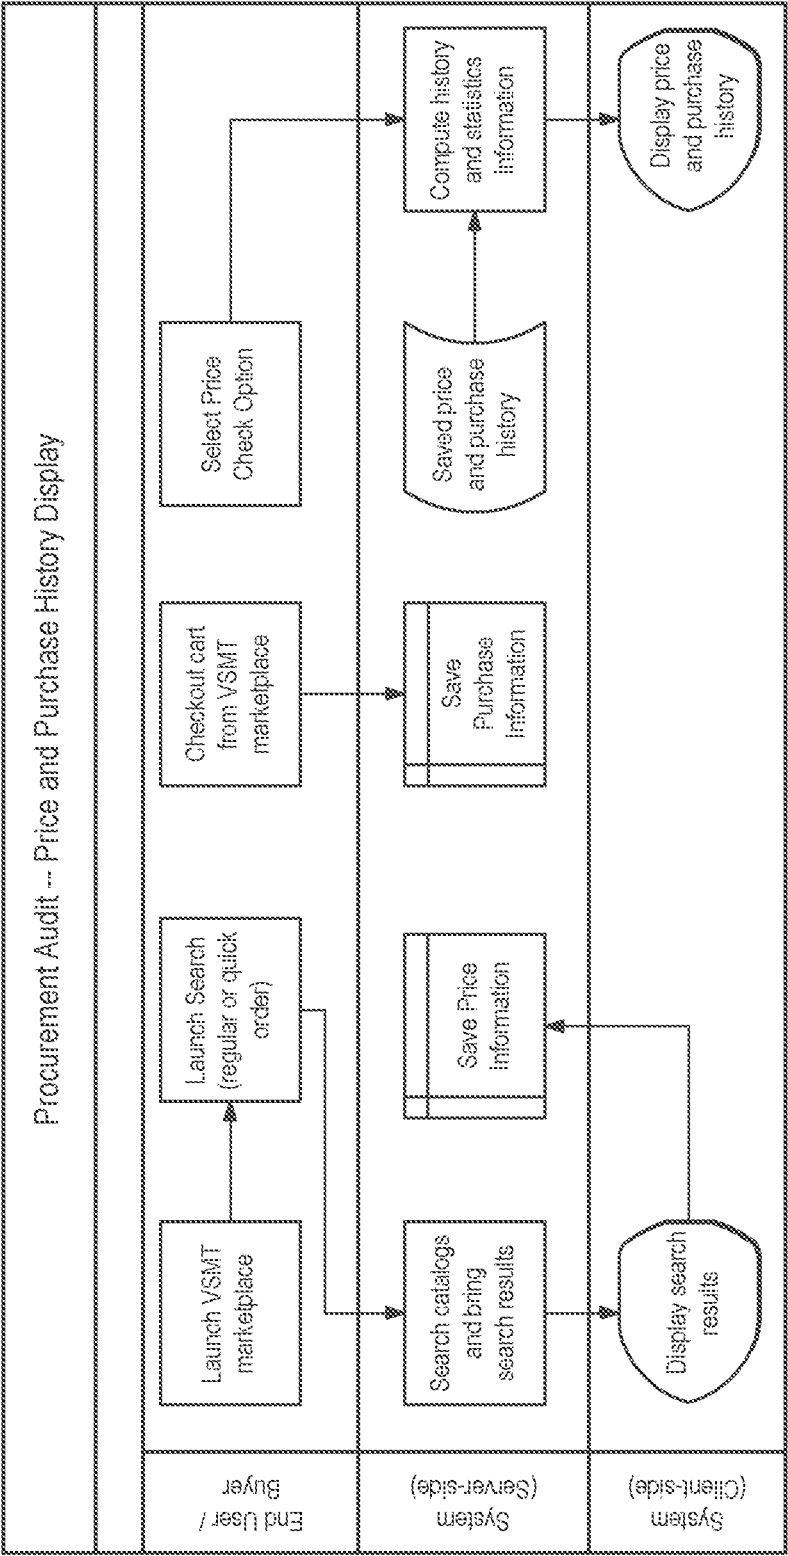 Procurement Audit -- Price and Purchase History Display
End User /
Buyer
Launch VSMT
marketplace
Launch Search
(regular or quick
order)
Checkout cart
from VSMT
marketplace
Select Price
Check Option
System
(Server-side)
Search catalogs
and bring
search results
Save Price
Information
Save
Purchase
Information
Saved price
and purchase
history
Compute history
and statistics
information
System
(Client-side)
Display search
results
Display price
and purchase
history